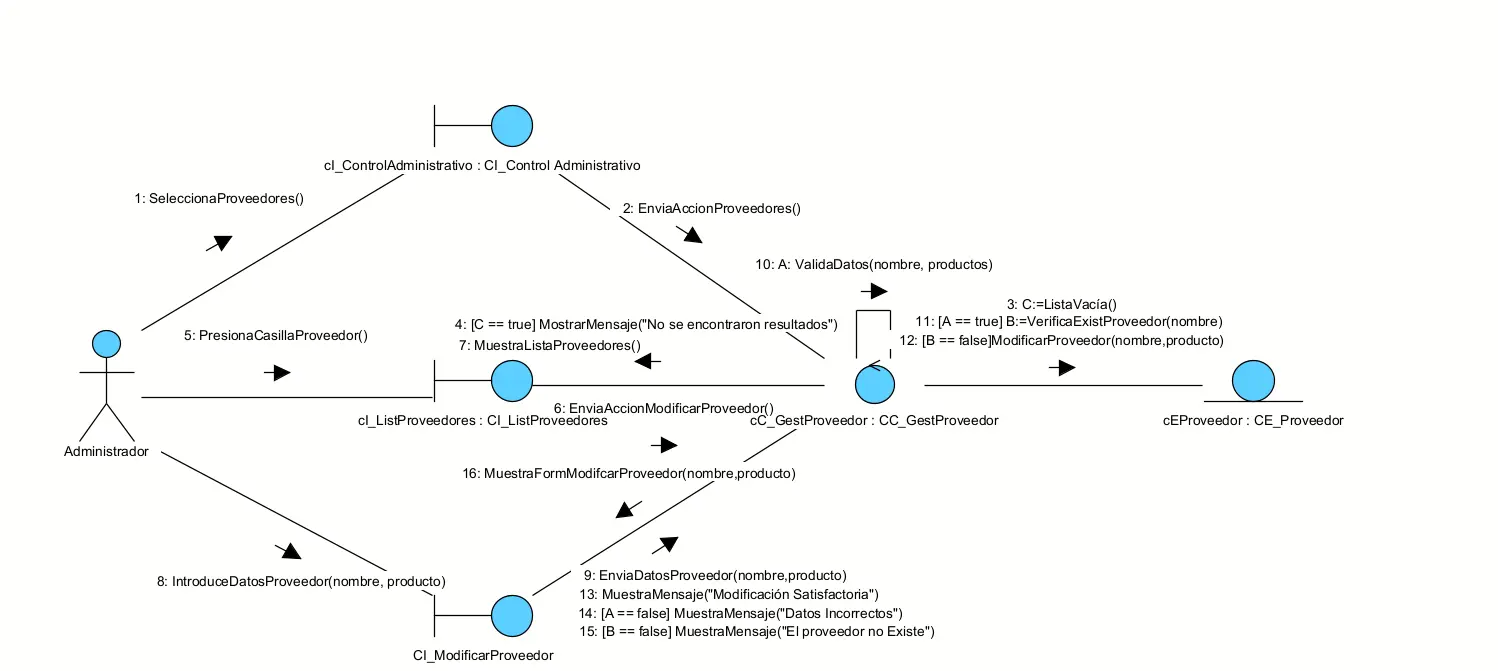 cI_ControlAdministrativo : CI_Control Administrativo
1: SeleccionaProveedores()
2: EnviaAccionProveedores()
10: A: ValidaDatos(nombre, productos)
3: C:=ListaVacía()
4: [C == true] MostrarMensaje("No se encontraron resultados")
11: [A == true] B:=VerificaExistProveedor(nombre)
5: PresionaCasillaProveedor()
7: MuestraListaProveedores()
12: [B == false]ModificarProveedor(nombre,producto)
6: EnviaAccionModificarProveedor()
cI_ListProveedores : CI_ListProveedores
cC_GestProveedor : CC_GestProveedor
cEProveedor : CE_Proveedor
Administrador
16: MuestraFormModifcarProveedor(nombre,producto)
8: IntroduceDatosProveedor(nombre, producto)
9: EnviaDatosProveedor(nombre,producto)
13: MuestraMensaje("Modificación Satisfactoria")
14: [A == false] MuestraMensaje("Datos Incorrectos")
15: [B == false] MuestraMensaje("El proveedor no Existe")
CI_ModificarProveedor